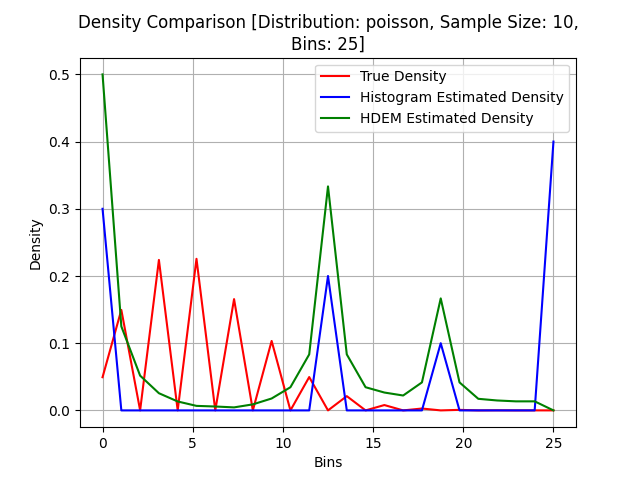 Density Comparison [Distribution: poisson, Sample Size: 10,
Bins: 25]
True Density
Histogram Estimated Density
HDEM Estimated Density
Density
0.5
0.4
0.3
0.2
0.1
0.0
0 5 10 15 20 25
Bins